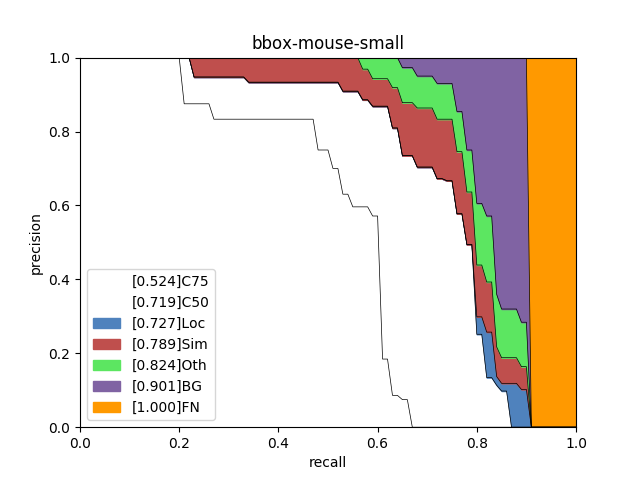 bbox-mouse-small
1.0
0.8
0.6
0.4
0.2
0.0
precision
[0.524]C75
[0.719]C50
[0.727]Loc
[0.789]Sim
[0.824]Oth
[0.901]BG
[1.000]FN
0.0 0.2 0.4 0.6 0.8 1.0
recall